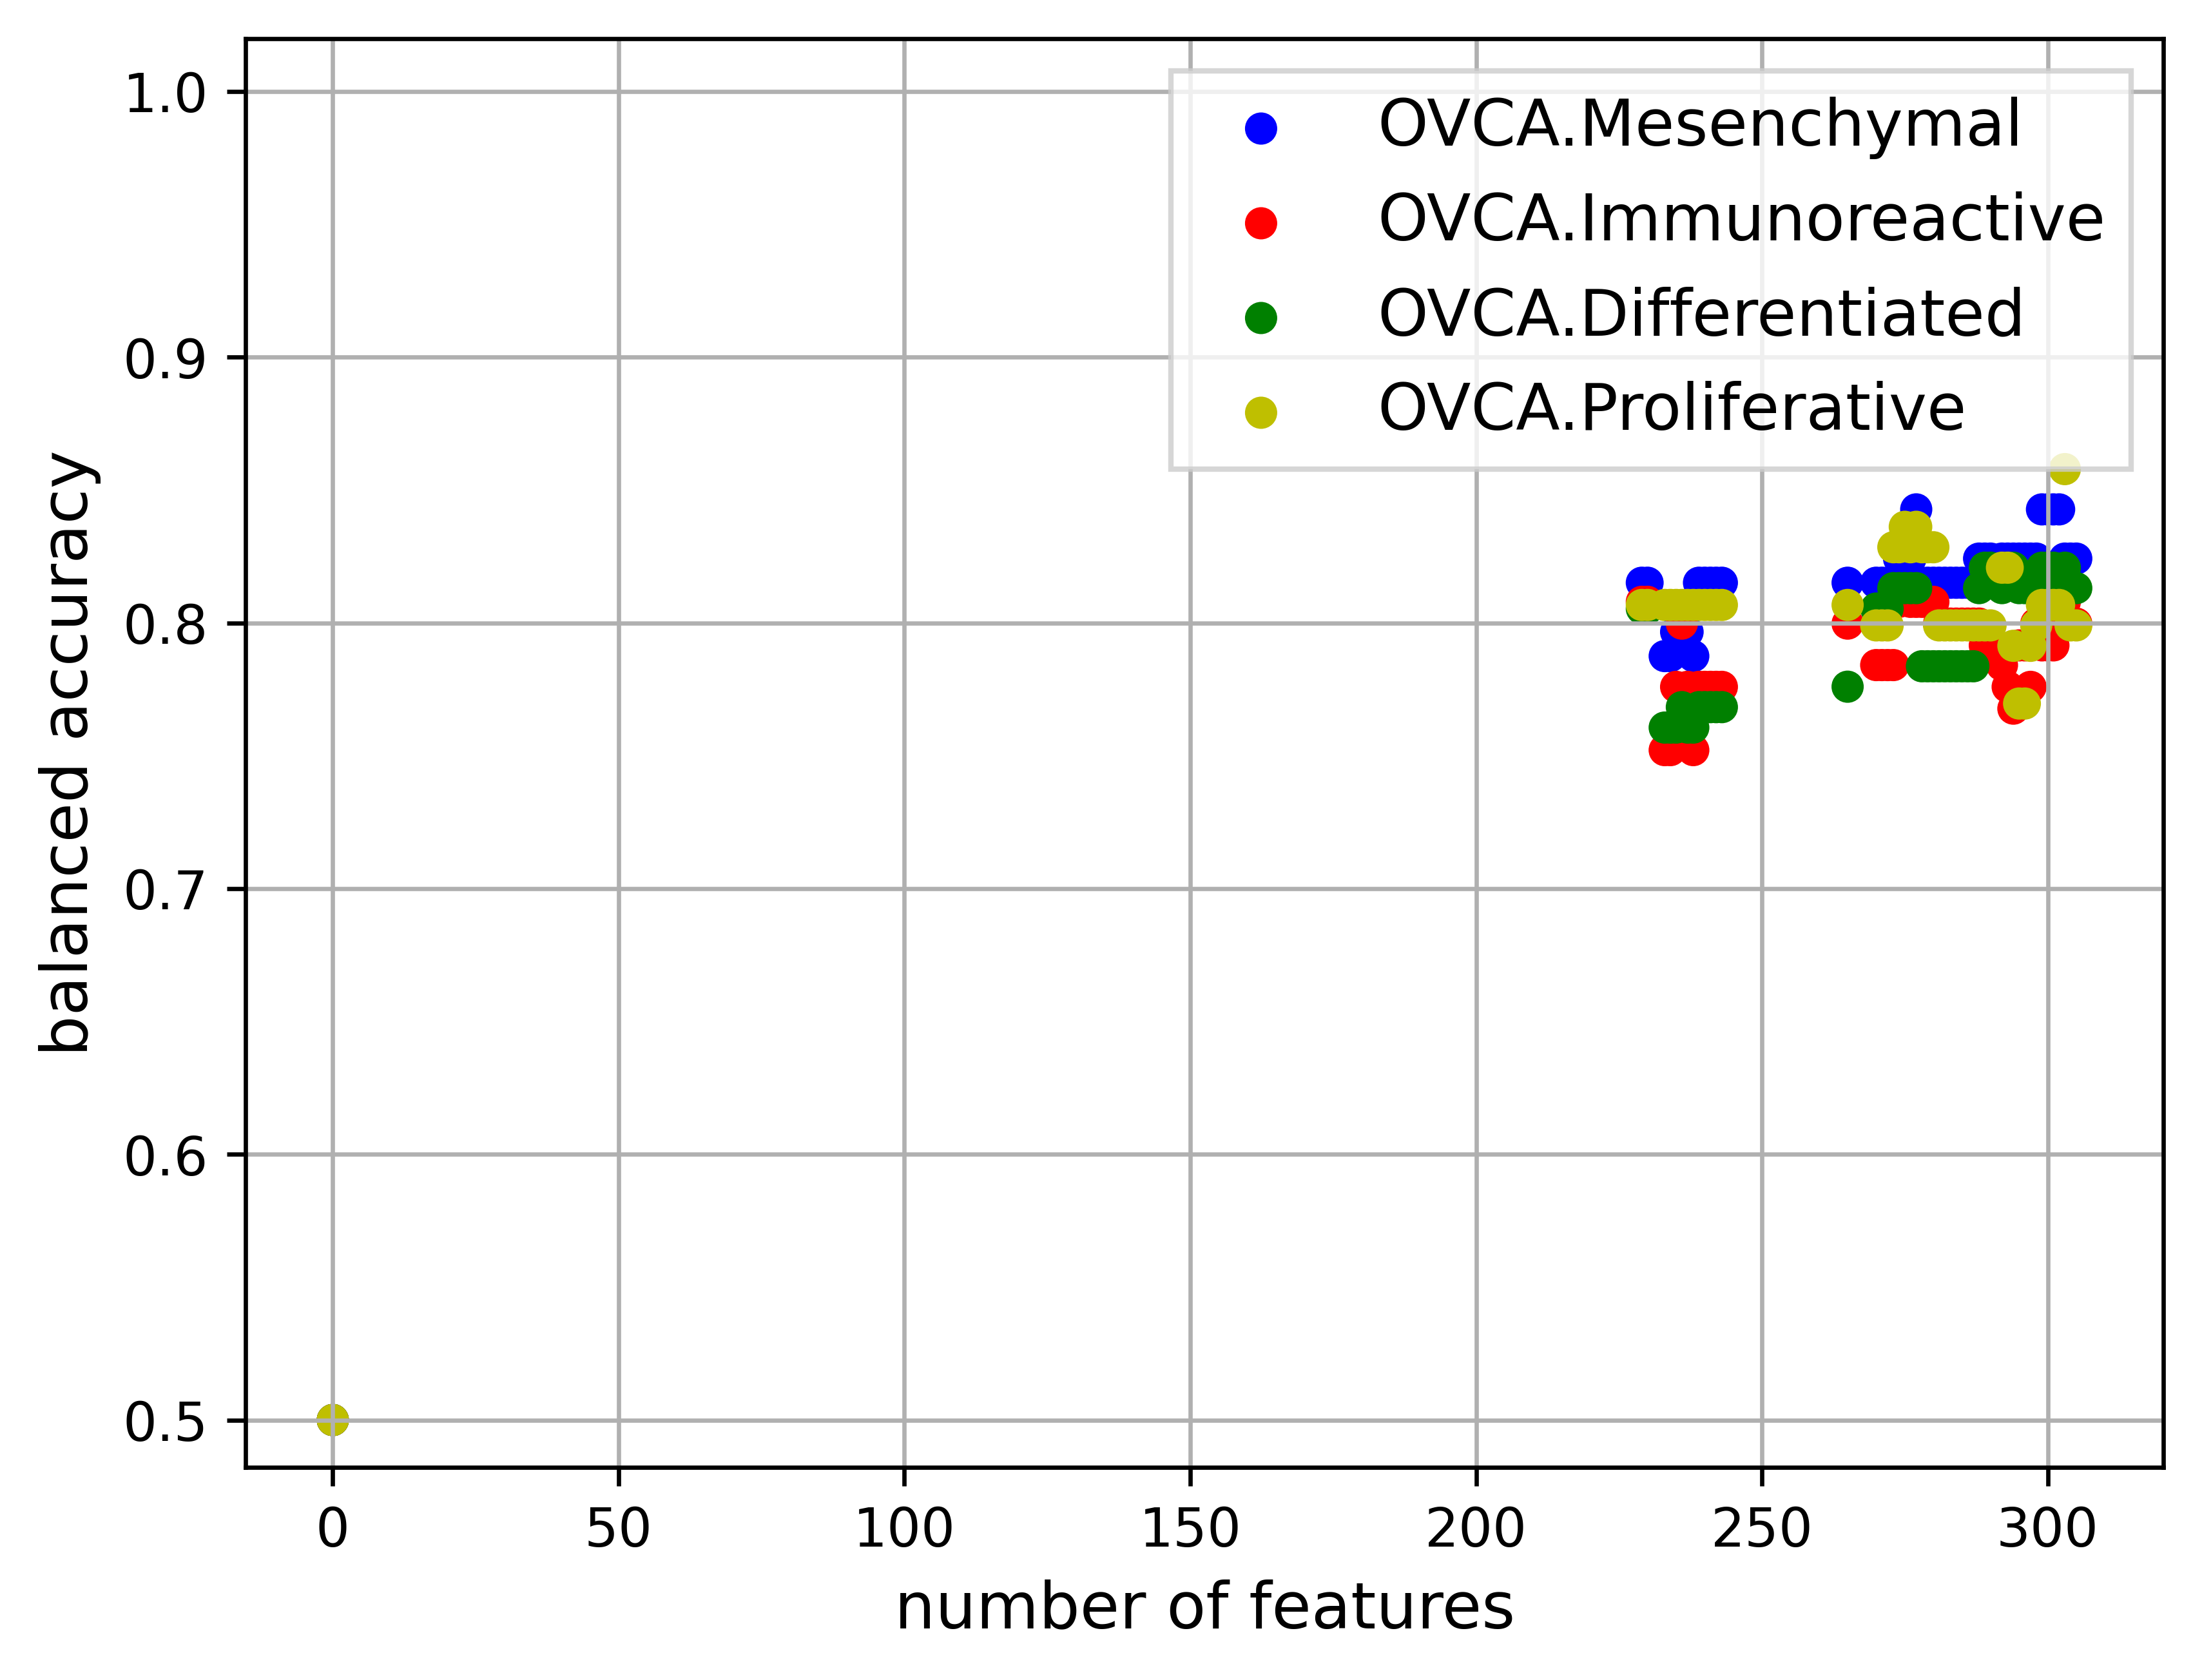 1.0
0.9
0.8
0.7
0.6
0.5
balanced accuracy
OVCA.Mesenchymal
OVCA.Immunoreactive
OVCA.Differentiated
OVCA.Proliferative
0 50 100 150 200 250 300
number of features